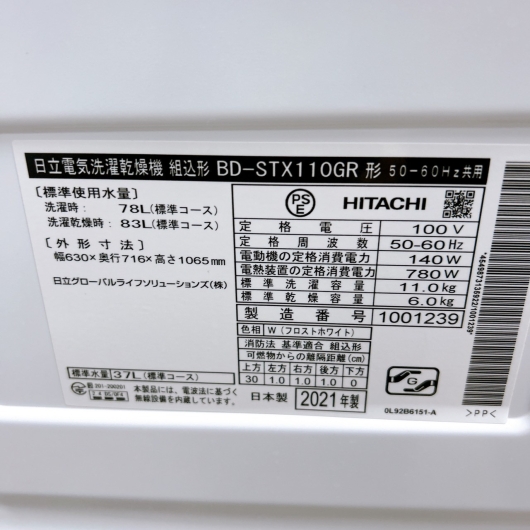 日立電気洗濯乾燥機 組込形 BD-STX110GR 形 50-60Hz共用
[標準使用水量]
洗濯時： 78L(標準コース)
洗濯乾燥時：83L(標準コース)
[外形寸法]
幅630×奥行716×高さ1065mm
日立グローバルライフソリューションズ(株)
標準水量 37L(標準コース)
本製品には、電波法に基づく
無線設備が内蔵されています。
PS
E
HITACHI
定格電圧 100V
定格周波数 50-60Hz
電動機の定格消費電力 140W
電熱装置の定格消費電力 780W
標準洗濯容量 11.0kg
標準乾燥容量 6.0kg
製造番号 1001239
色相 W(フロストホワイト)
消防法 基準適合 組込形
可燃物からの離隔距離(cm)
上方 左方 右方 前方 後方 下方
30 1.0 1.0 1.0 1.0 0
日本製 2021年製
G
0L92B6151-A
>PP<